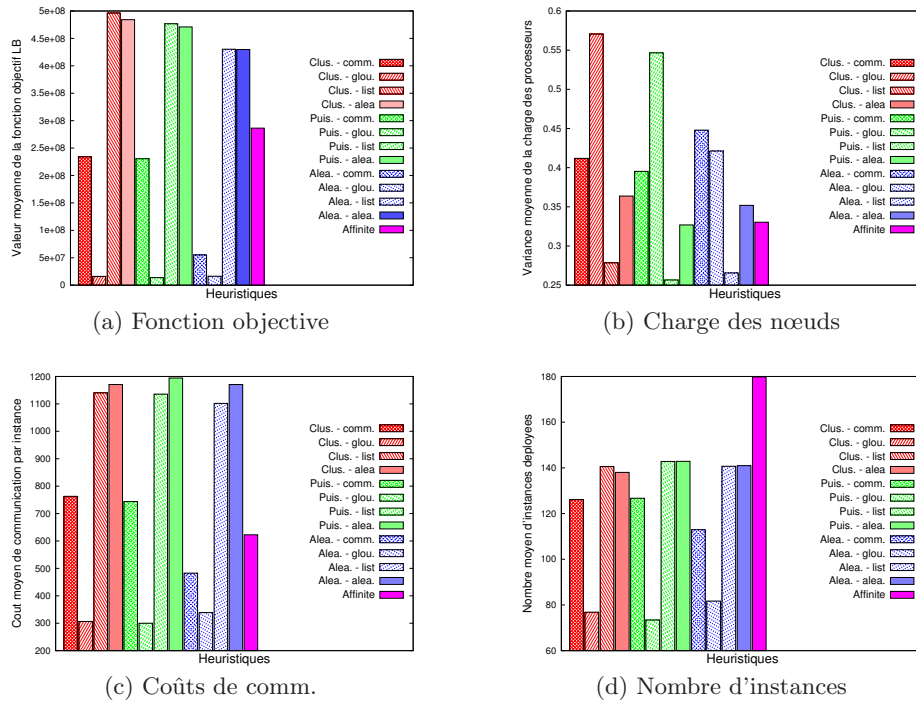 5e+08
4.5e+08
4e+08
3.5e+08
3e+08
2.5e+08
2e+08
1.5e+08
1e+08
5e+07
0
Valeur moyenne de la fonction objectif LB
Heuristiques
Clus. - comm.
Clus. - glou.
Clus. - list
Clus. - alea
Puis. - comm.
Puis. - glou.
Puis. - list
Puis. - alea.
Alea. - comm.
Alea. - glou.
Alea. - list
Alea. - alea.
Affinite
(a) Fonction objective
0.6
0.55
0.5
0.45
0.4
0.35
0.3
0.25
Variance moyenne de la charge des processeurs
Heuristiques
Clus. - comm.
Clus. - glou.
Clus. - list
Clus. - alea
Puis. - comm.
Puis. - glou.
Puis. - list
Puis. - alea.
Alea. - comm.
Alea. - glou.
Alea. - list
Alea. - alea.
Affinite
(b) Charge des nœuds
1200
1100
1000
900
800
700
600
500
400
300
200
Cout moyen de communication par instance
Heuristiques
Clus. - comm.
Clus. - glou.
Clus. - list
Clus. - alea
Puis. - comm.
Puis. - glou.
Puis. - list
Puis. - alea.
Alea. - comm.
Alea. - glou.
Alea. - list
Alea. - alea.
Affinite
(c) Coûts de comm.
180
160
140
120
100
80
60
Nombre moyen d'instances deployees
Heuristiques
Clus. - comm.
Clus. - glou.
Clus. - list
Clus. - alea
Puis. - comm.
Puis. - glou.
Puis. - list
Puis. - alea.
Alea. - comm.
Alea. - glou.
Alea. - list
Alea. - alea.
Affinite
(d) Nombre d'instances